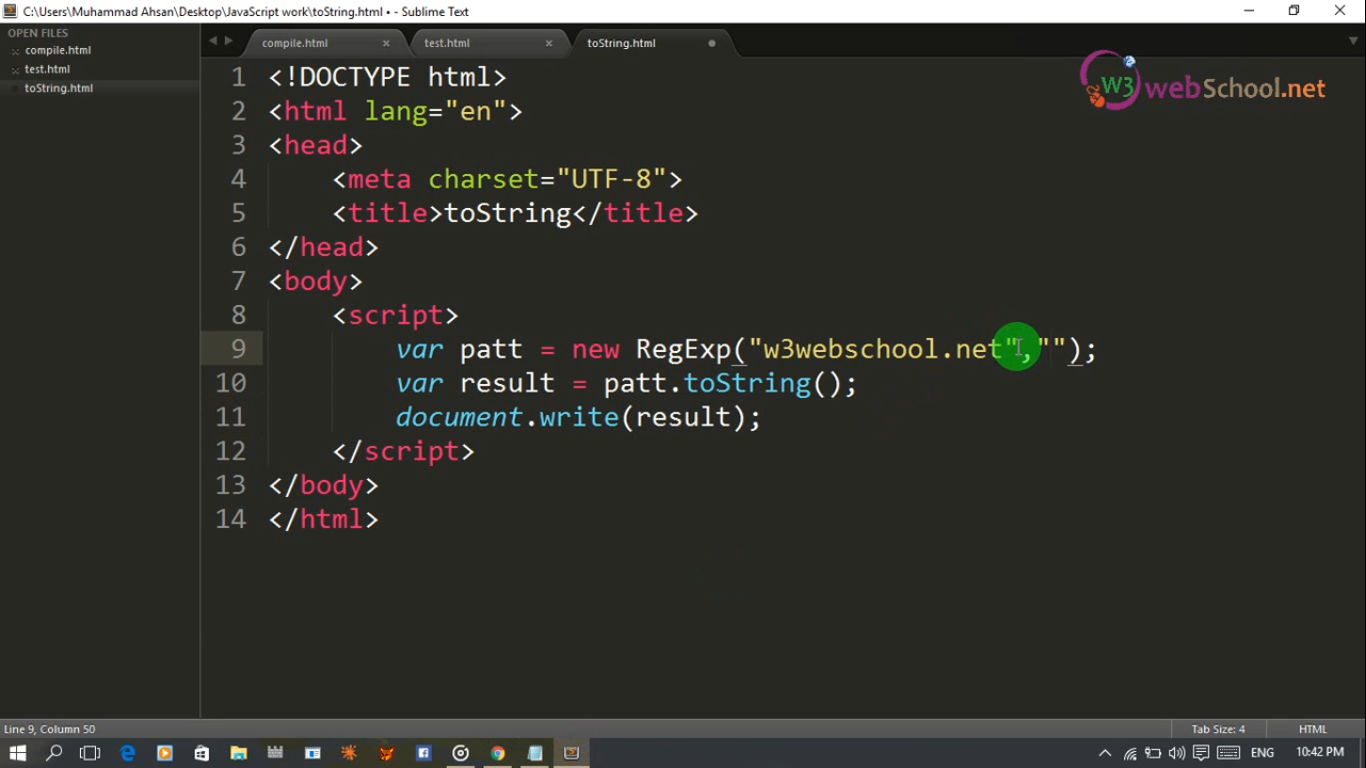 C:\Users\Muhammad Ahsan\Desktop\JavaScript work\toString.html • - Sublime Text
OPEN FILES
compile.html
test.html
toString.html
compile.html × test.html × toString.html
W3 webSchool.net
1 <!DOCTYPE html>
2 <html lang="en">
3 <head>
4 <meta charset="UTF-8">
5 <title>toString</title>
6 </head>
7 <body>
8 <script>
9 var patt = new RegExp("w3webschool.net","");
10 var result = patt.toString();
11 document.write(result);
12 </script>
13 </body>
14 </html>
Line 9, Column 50 Tab Size: 4 HTML
ENG 10:42 PM